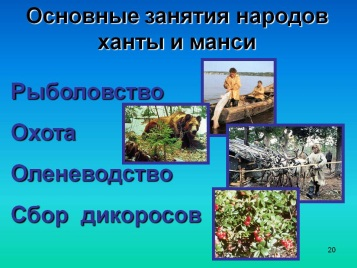 Основные занятия народов
ханты и манси
Рыболовство
Охота
Оленеводство
Сбор дикоросов
20